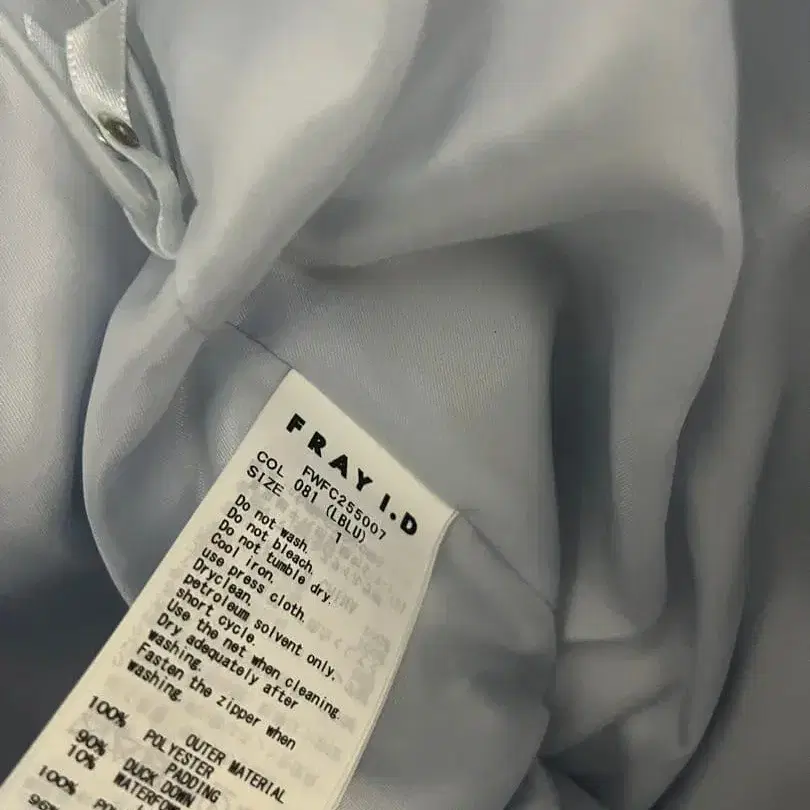 FRAY I.D
FWFC255007
COL 081 (LBLU)
SIZE 1
Do not wash.
Do not bleach.
Do not tumble dry.
Cool iron.
use press cloth.
Dryclean.
petroleum solvent only.
short cycle.
Use the net when cleaning.
Dry adequately after
washing.
Fasten the zipper when
washing.
OUTER MATERIAL
100% POLYESTER
PADDING
90% DUCK DOWN
10%
100%
96%